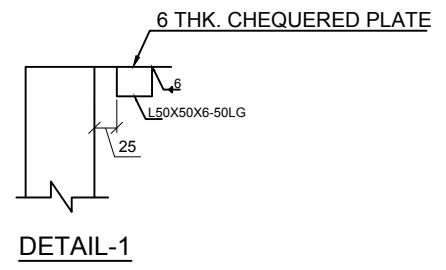 6 THK. CHEQUERED PLATE
6
L50X50X6-50LG
25
DETAIL-1